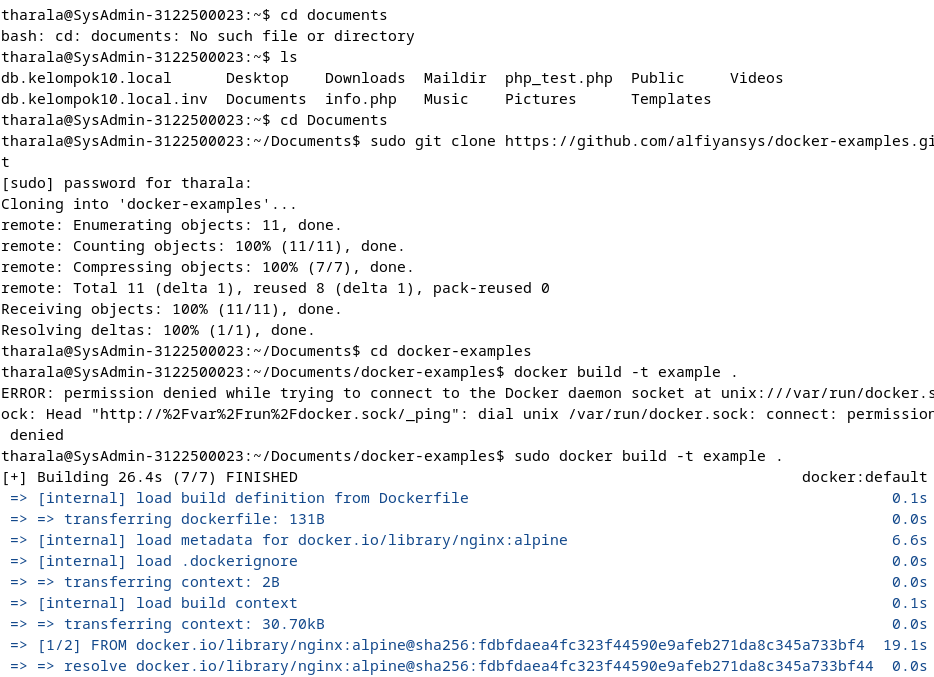 tharala@SysAdmin-3122500023:~$ cd documents
bash: cd: documents: No such file or directory
tharala@SysAdmin-3122500023:~$ ls
db.kelompok10.local      Desktop    Downloads  Maildir  php_test.php  Public     Videos
db.kelompok10.local.inv  Documents  info.php   Music    Pictures      Templates
tharala@SysAdmin-3122500023:~$ cd Documents
tharala@SysAdmin-3122500023:~/Documents$ sudo git clone https://github.com/alfiyansys/docker-examples.gi
t
[sudo] password for tharala:
Cloning into 'docker-examples'...
remote: Enumerating objects: 11, done.
remote: Counting objects: 100% (11/11), done.
remote: Compressing objects: 100% (7/7), done.
remote: Total 11 (delta 1), reused 8 (delta 1), pack-reused 0
Receiving objects: 100% (11/11), done.
Resolving deltas: 100% (1/1), done.
tharala@SysAdmin-3122500023:~/Documents$ cd docker-examples
tharala@SysAdmin-3122500023:~/Documents/docker-examples$ docker build -t example .
ERROR: permission denied while trying to connect to the Docker daemon socket at unix:///var/run/docker.s
ock: Head "http://%2Fvar%2Frun%2Fdocker.sock/_ping": dial unix /var/run/docker.sock: connect: permission
 denied
tharala@SysAdmin-3122500023:~/Documents/docker-examples$ sudo docker build -t example .
[+] Building 26.4s (7/7) FINISHED                                                        docker:default
 => [internal] load build definition from Dockerfile                                               0.1s
 => => transferring dockerfile: 131B                                                               0.0s
 => [internal] load metadata for docker.io/library/nginx:alpine                                    6.6s
 => [internal] load .dockerignore                                                                  0.0s
 => => transferring context: 2B                                                                    0.0s
 => [internal] load build context                                                                  0.1s
 => => transferring context: 30.70kB                                                               0.0s
 => [1/2] FROM docker.io/library/nginx:alpine@sha256:fdbfdaea4fc323f44590e9afeb271da8c345a733bf4  19.1s
 => => resolve docker.io/library/nginx:alpine@sha256:fdbfdaea4fc323f44590e9afeb271da8c345a733bf44  0.0s